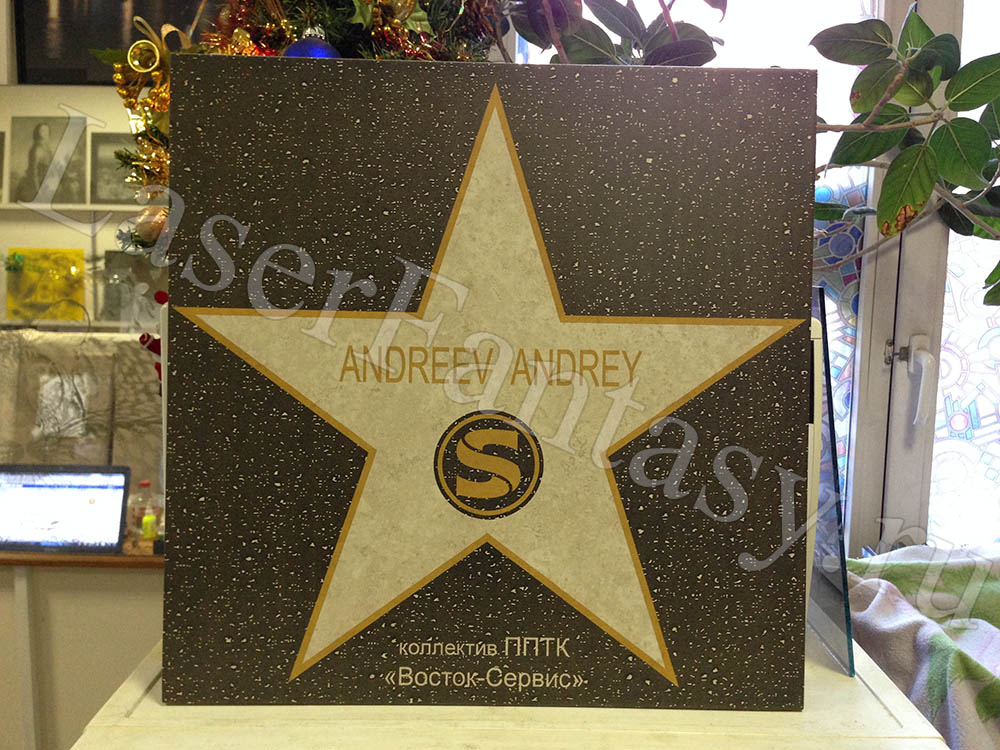 ANDREEV ANDREY
S
коллектив ППТК
«Восток-Сервис»
LaserFantasy.ru